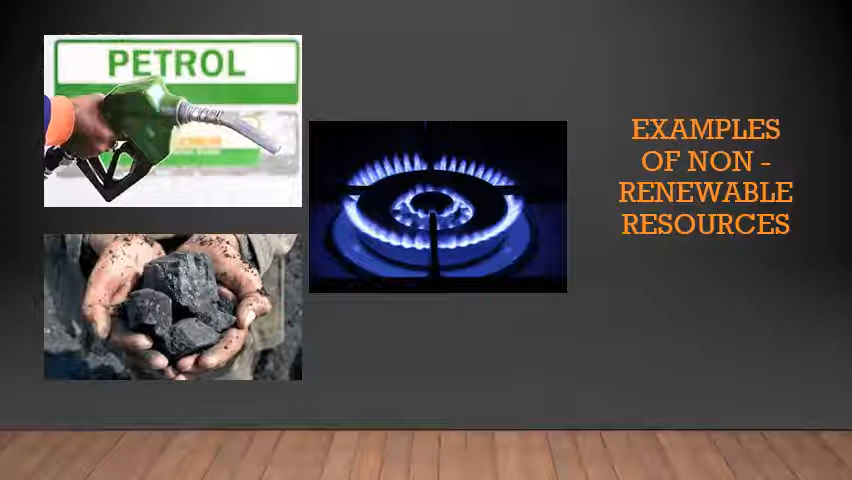 PETROL
EXAMPLES
OF NON -
RENEWABLE
RESOURCES